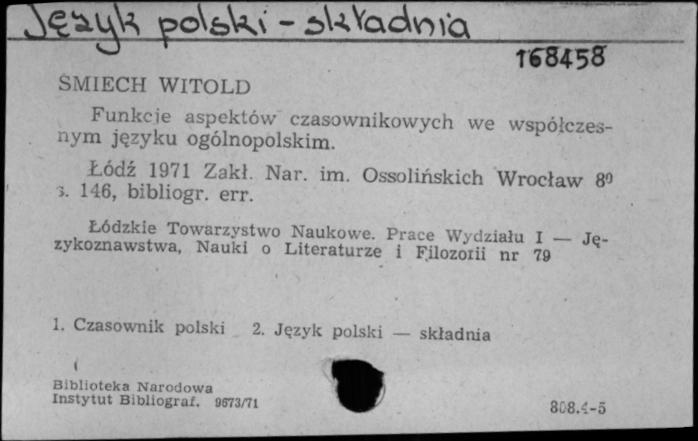 Język polski - składnia
168458
ŚMIECH WITOLD
Funkcje aspektów czasownikowych we współczes-
nym języku ogólnopolskim.
Łódź 1971 Zakł. Nar. im. Ossolińskich Wrocław 8⁰
s. 146, bibliogr. err.
Łódzkie Towarzystwo Naukowe. Prace Wydziału I — Ję-
zykoznawstwa, Nauki o Literaturze i Filozofii nr 79
1. Czasownik polski 2. Język polski — składnia
Biblioteka Narodowa
Instytut Bibliograf. 9673/71
808.4-5